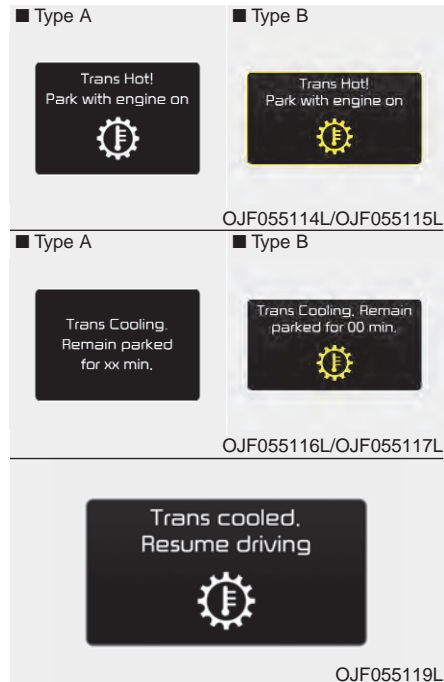 ■ Type A
■ Type B
Trans Hot!
Park with engine on
Trans Hot!
Park with engine on
OJF055114L/OJF055115L
■ Type A
■ Type B
Trans Cooling.
Remain parked
for xx min.
Trans Cooling. Remain
parked for 00 min.
OJF055116L/OJF055117L
Trans cooled.
Resume driving
OJF055119L